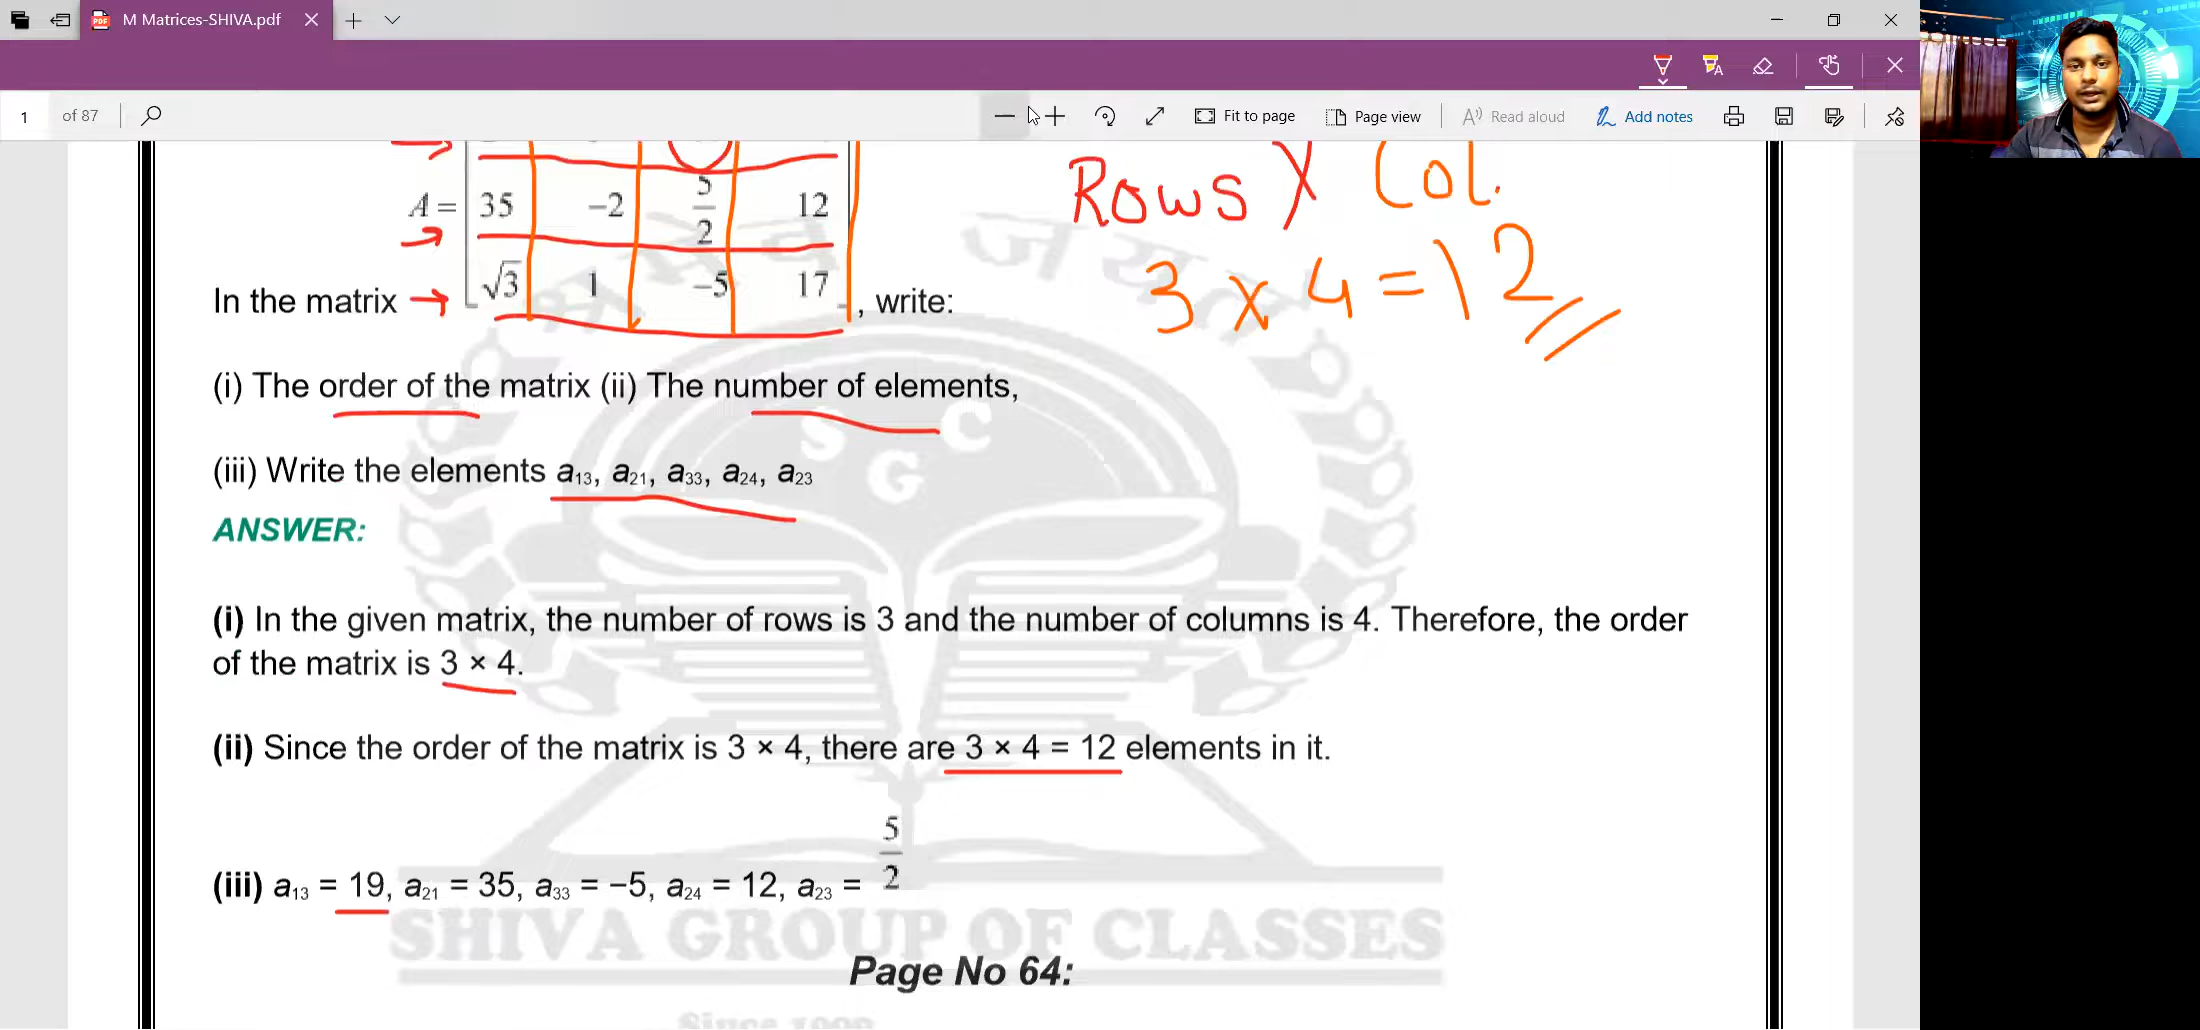 M Matrices-SHIVA.pdf
1 of 87 Fit to page Page view Read aloud Add notes
Rows X Col.
A = 35 -2 5/2 12
3 x 4 = 12
√3 1 -5 17
In the matrix , write:
(i) The order of the matrix (ii) The number of elements,
S G C
(iii) Write the elements a13, a21, a33, a24, a23
ANSWER:
(i) In the given matrix, the number of rows is 3 and the number of columns is 4. Therefore, the order
of the matrix is 3 × 4.
(ii) Since the order of the matrix is 3 × 4, there are 3 × 4 = 12 elements in it.
(iii) a13 = 19, a21 = 35, a33 = −5, a24 = 12, a23 = 5/2
SHIVA GROUP OF CLASSES
Page No 64: